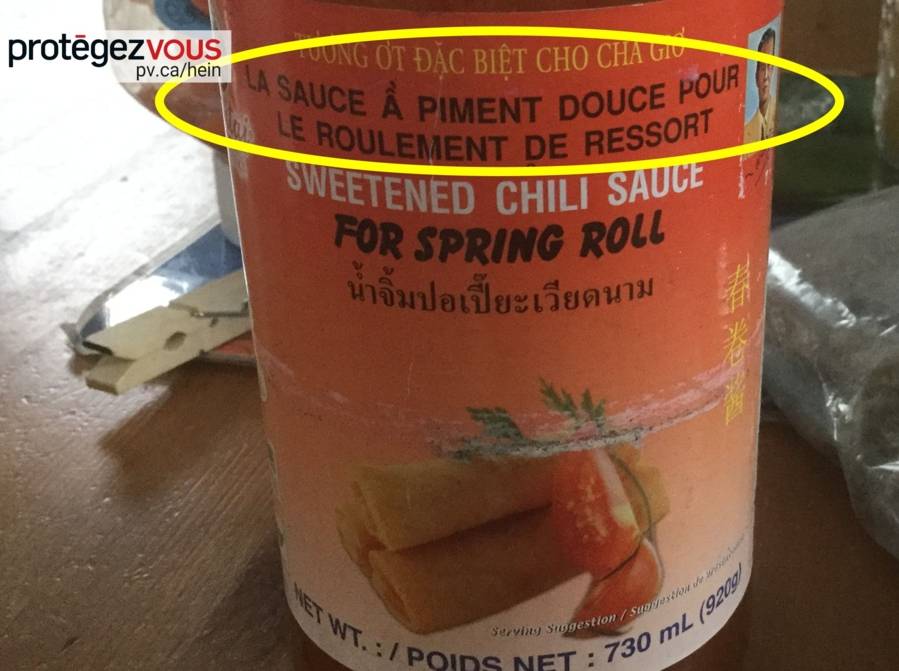 protégezvous
pv.ca/hein
TƯƠNG ỚT ĐẶC BIỆT CHO CHẢ GIÒ
LA SAUCE À PIMENT DOUCE POUR
LE ROULEMENT DE RESSORT
SWEETENED CHILI SAUCE
FOR SPRING ROLL
น้ำจิ้มปอเปี๊ยะเวียดนาม
春卷酱
Serving Suggestion / Suggestion de présentation
NET WT. : / POIDS NET : 730 mL (920g)